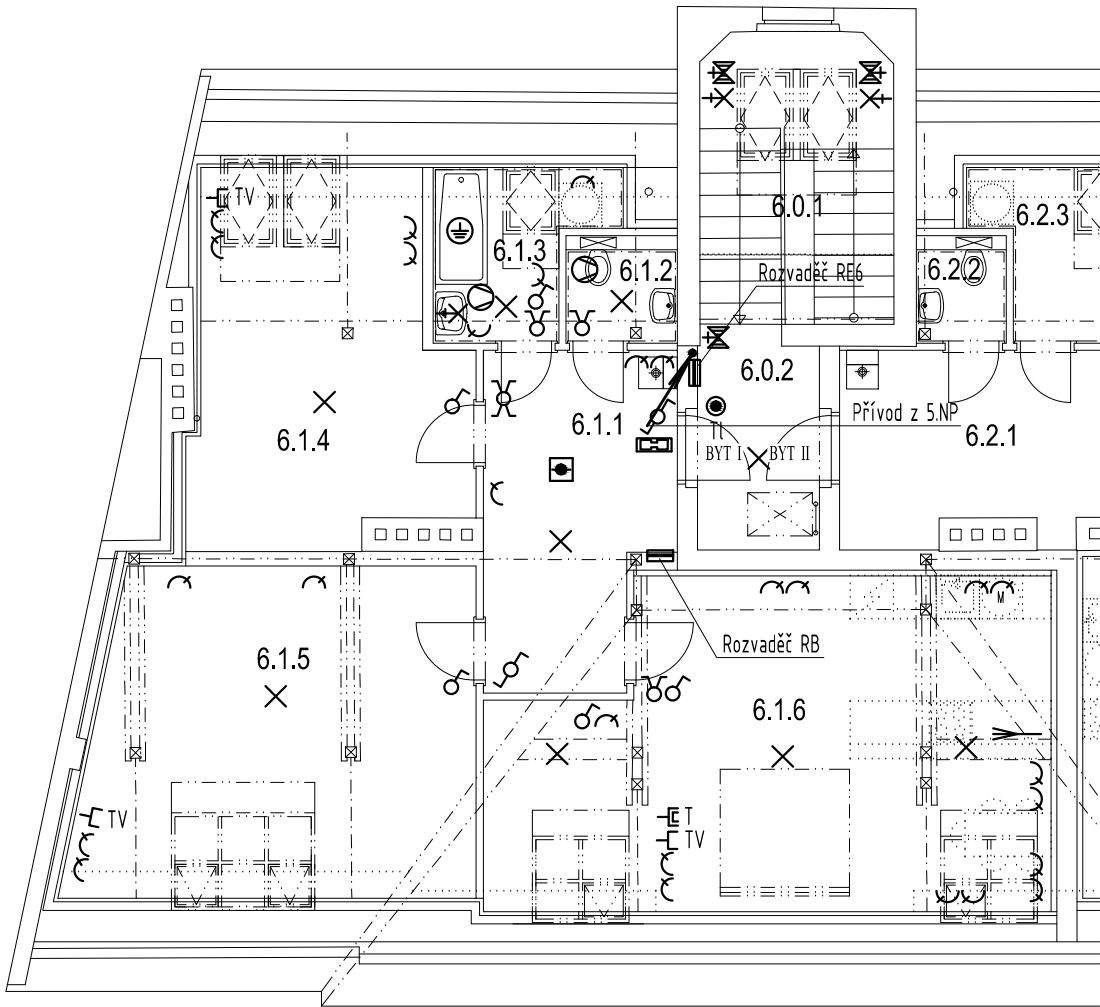 TV
6.1.3
6.1.2
6.0.1
6.2.2
6.2.3
Rozvaděč RE6
6.0.2
6.1.4
6.1.1
Tl
Přívod z 5.NP
6.2.1
BYT I
BYT II
M
6.1.5
Rozvaděč RB
6.1.6
TV
T
TV